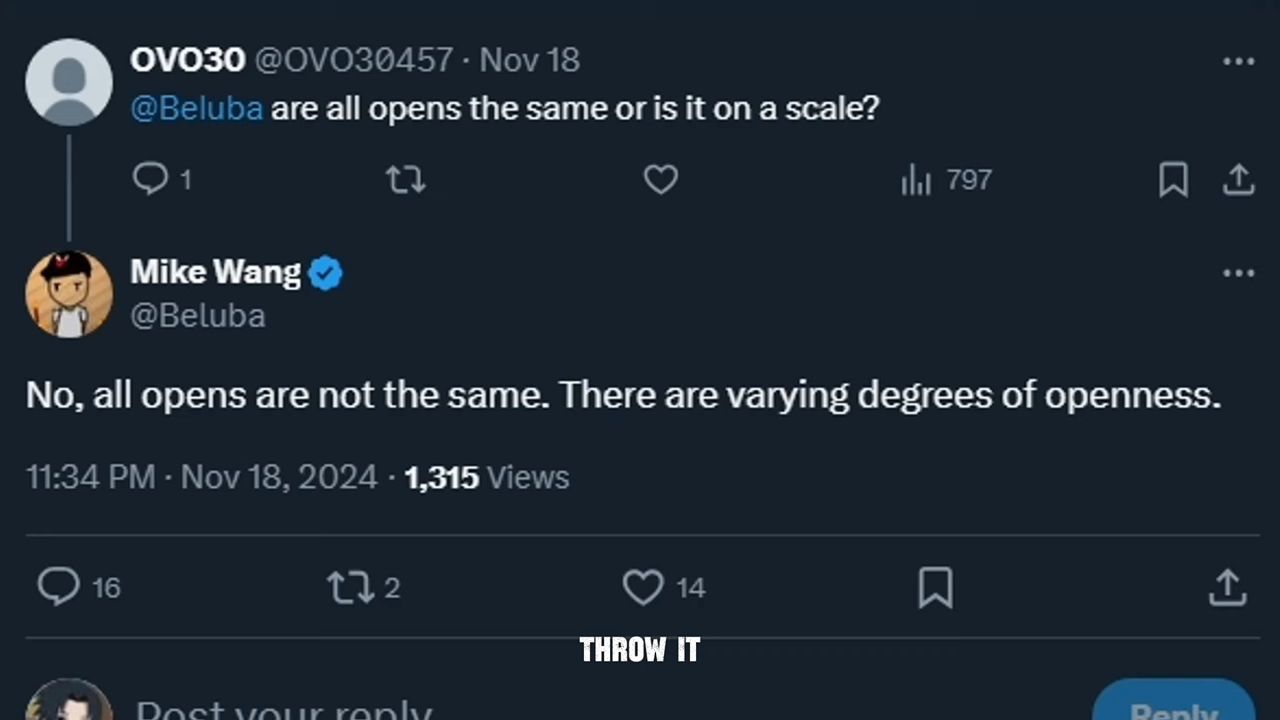 OVO30 @OVO30457 · Nov 18
@Beluba are all opens the same or is it on a scale?
1 797
Mike Wang
@Beluba
No, all opens are not the same. There are varying degrees of openness.
11:34 PM · Nov 18, 2024 · 1,315 Views
16 2 14
THROW IT
Post your reply
Reply